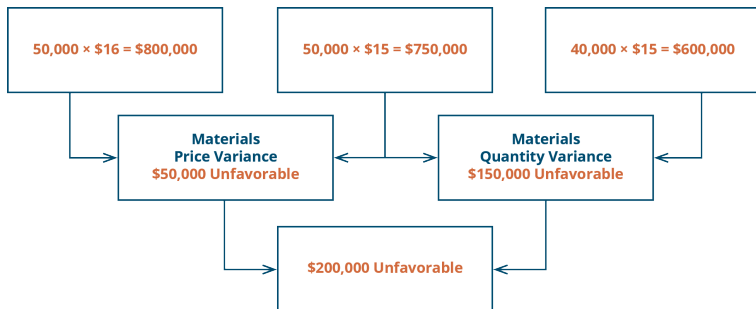 50,000 × $16 = $800,000
50,000 × $15 = $750,000
40,000 × $15 = $600,000
Materials
Price Variance
$50,000 Unfavorable
Materials
Quantity Variance
$150,000 Unfavorable
$200,000 Unfavorable